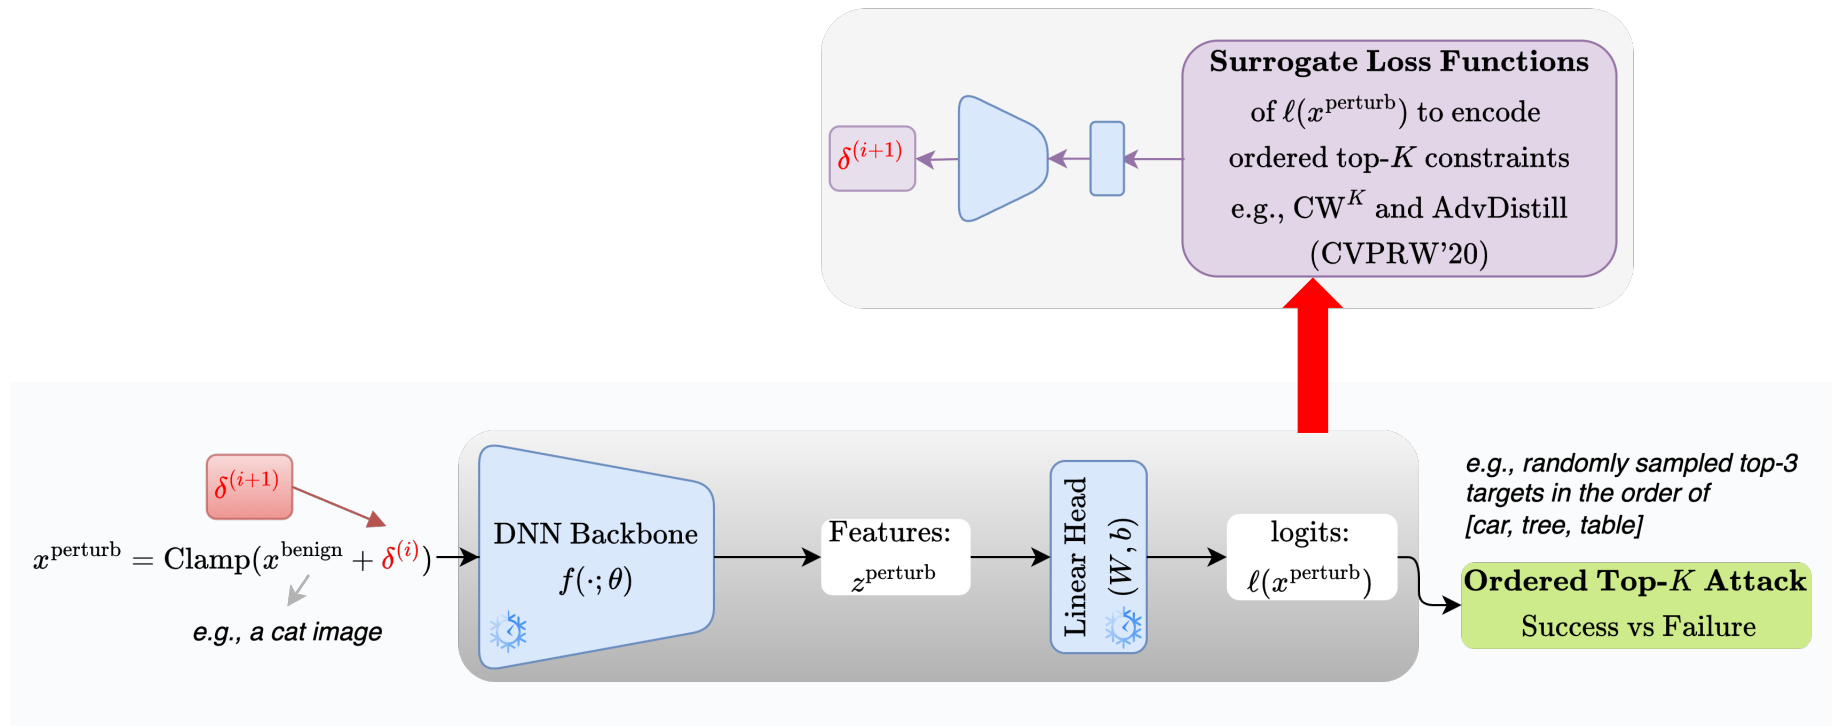 Surrogate Loss Functions
of ℓ(x^perturb) to encode
ordered top-K constraints
e.g., CW^K and AdvDistill
(CVPRW'20)
δ^(i+1)
δ^(i+1)
x^perturb = Clamp(x^benign + δ^(i))
e.g., a cat image
DNN Backbone
f(·; θ)
Features:
z^perturb
Linear Head
(W, b)
logits:
ℓ(x^perturb)
e.g., randomly sampled top-3
targets in the order of
[car, tree, table]
Ordered Top-K Attack
Success vs Failure